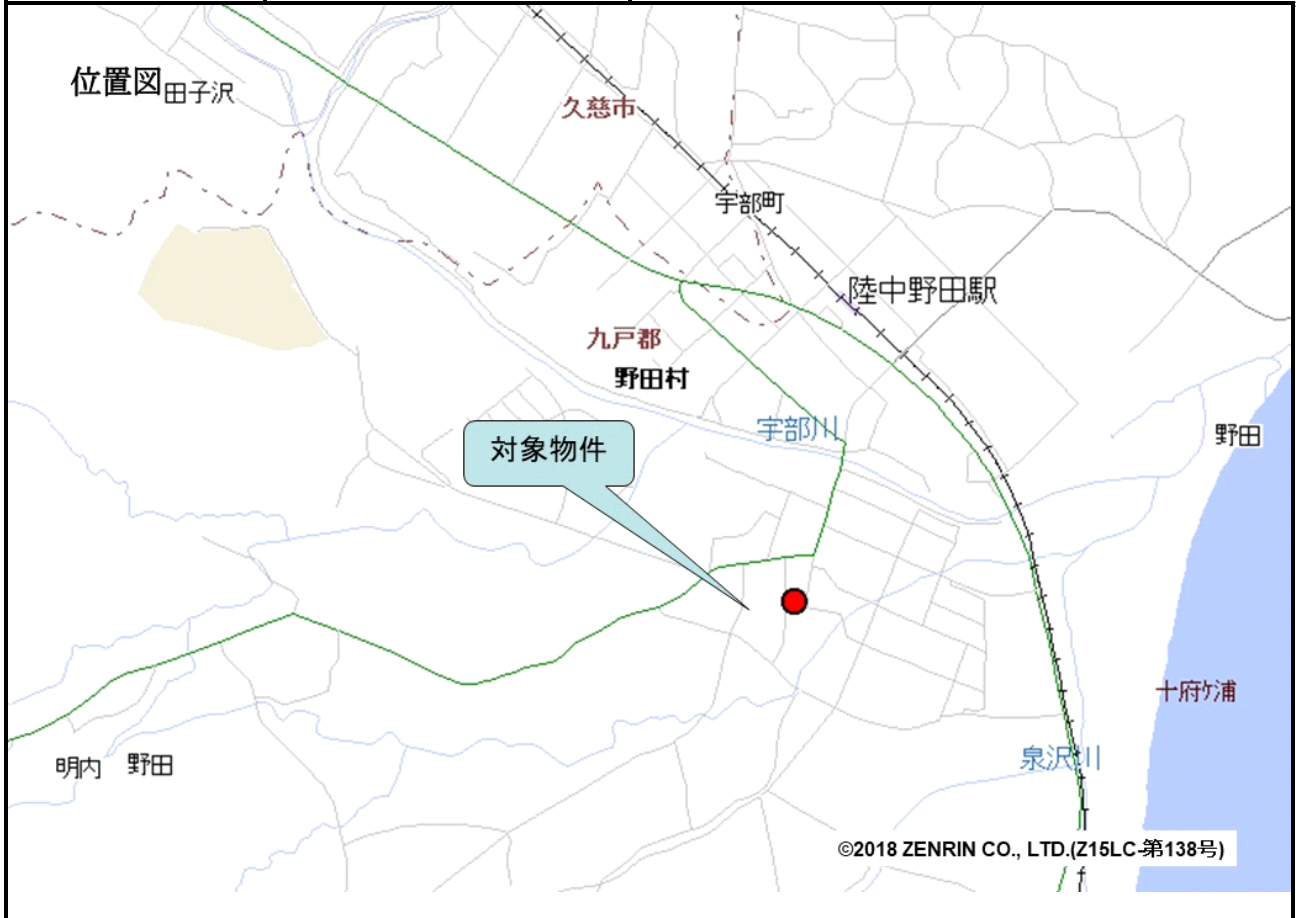 位置図
田子沢
久慈市
宇部町
陸中野田駅
九戸郡
野田村
宇部川
野田
対象物件
十府ケ浦
泉沢川
明内
野田
©2018 ZENRIN CO., LTD.(Z15LC-第138号)